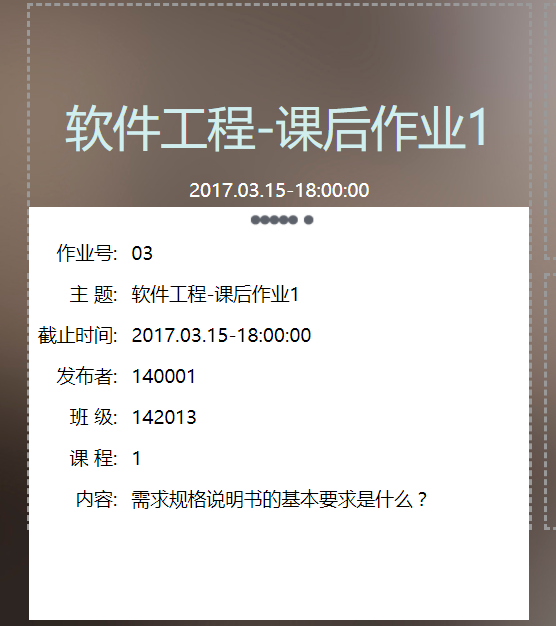 软件工程-课后作业1
2017.03.15-18:00:00
作业号: 03
主 题: 软件工程-课后作业1
截止时间: 2017.03.15-18:00:00
发布者: 140001
班 级: 142013
课 程: 1
内容: 需求规格说明书的基本要求是什么？